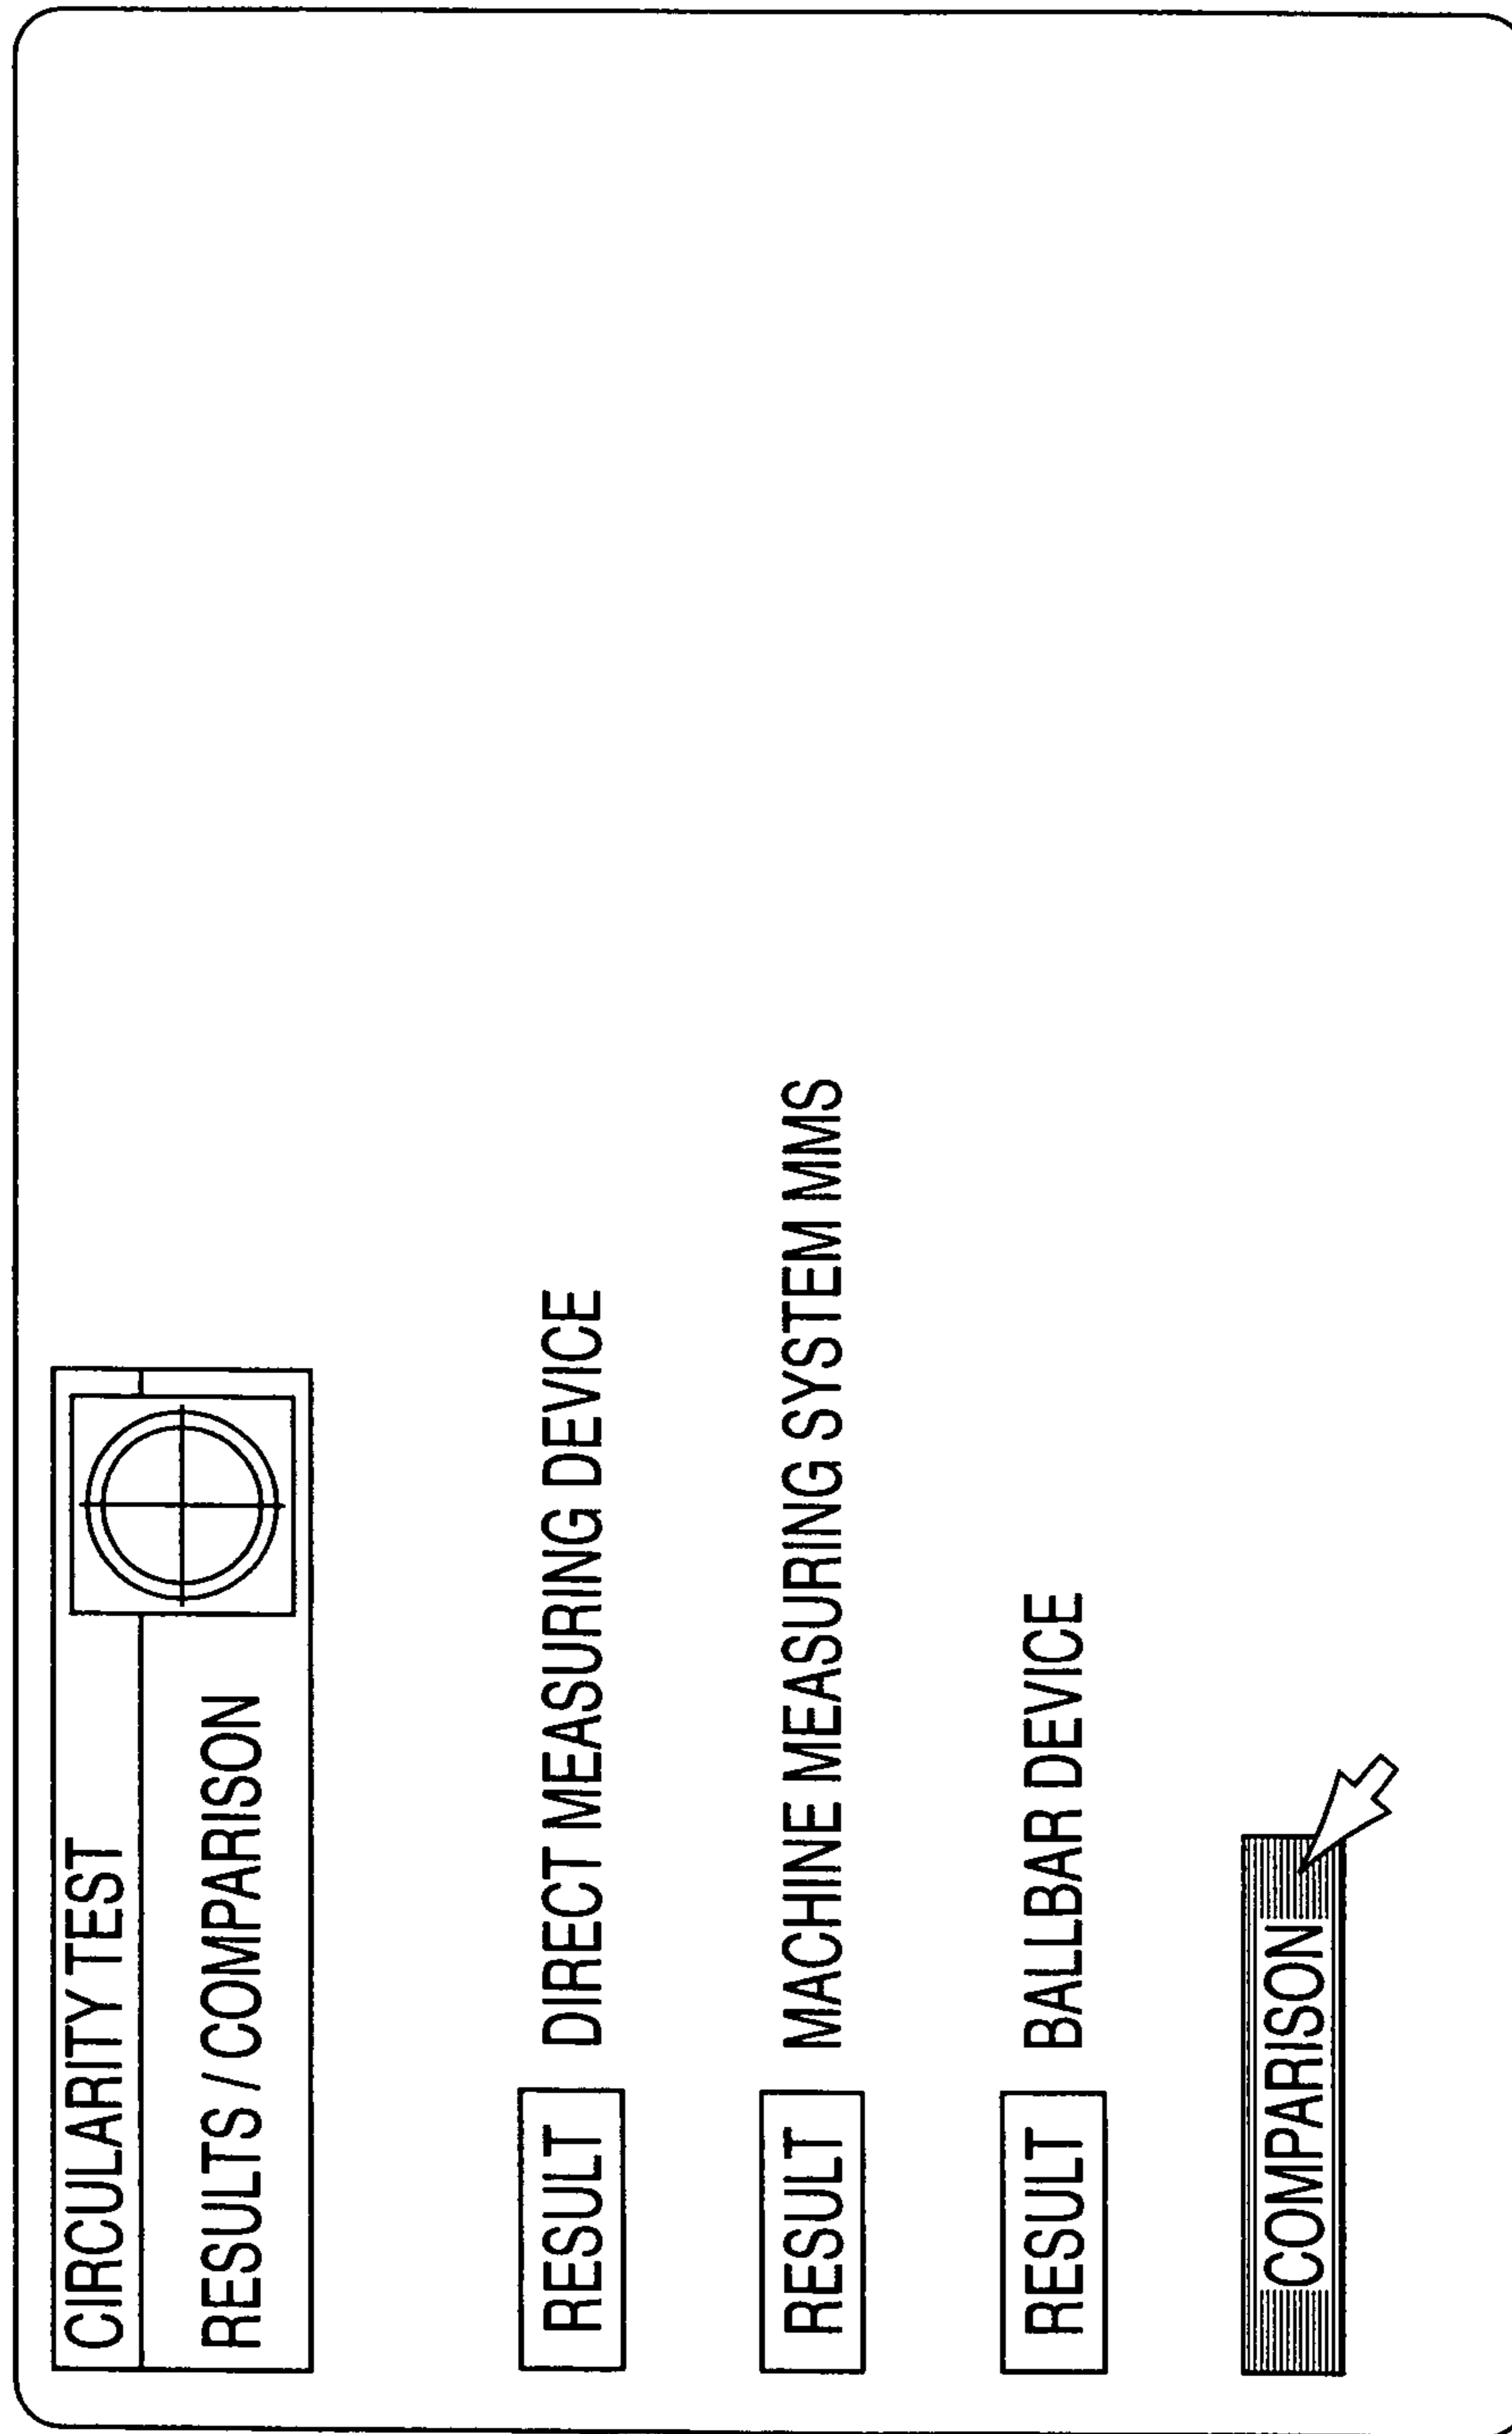 CIRCULARITY TEST
RESULTS / COMPARISON
RESULT DIRECT MEASURING DEVICE
RESULT MACHINE MEASURING SYSTEM MMS
RESULT BALLBAR DEVICE
COMPARISON